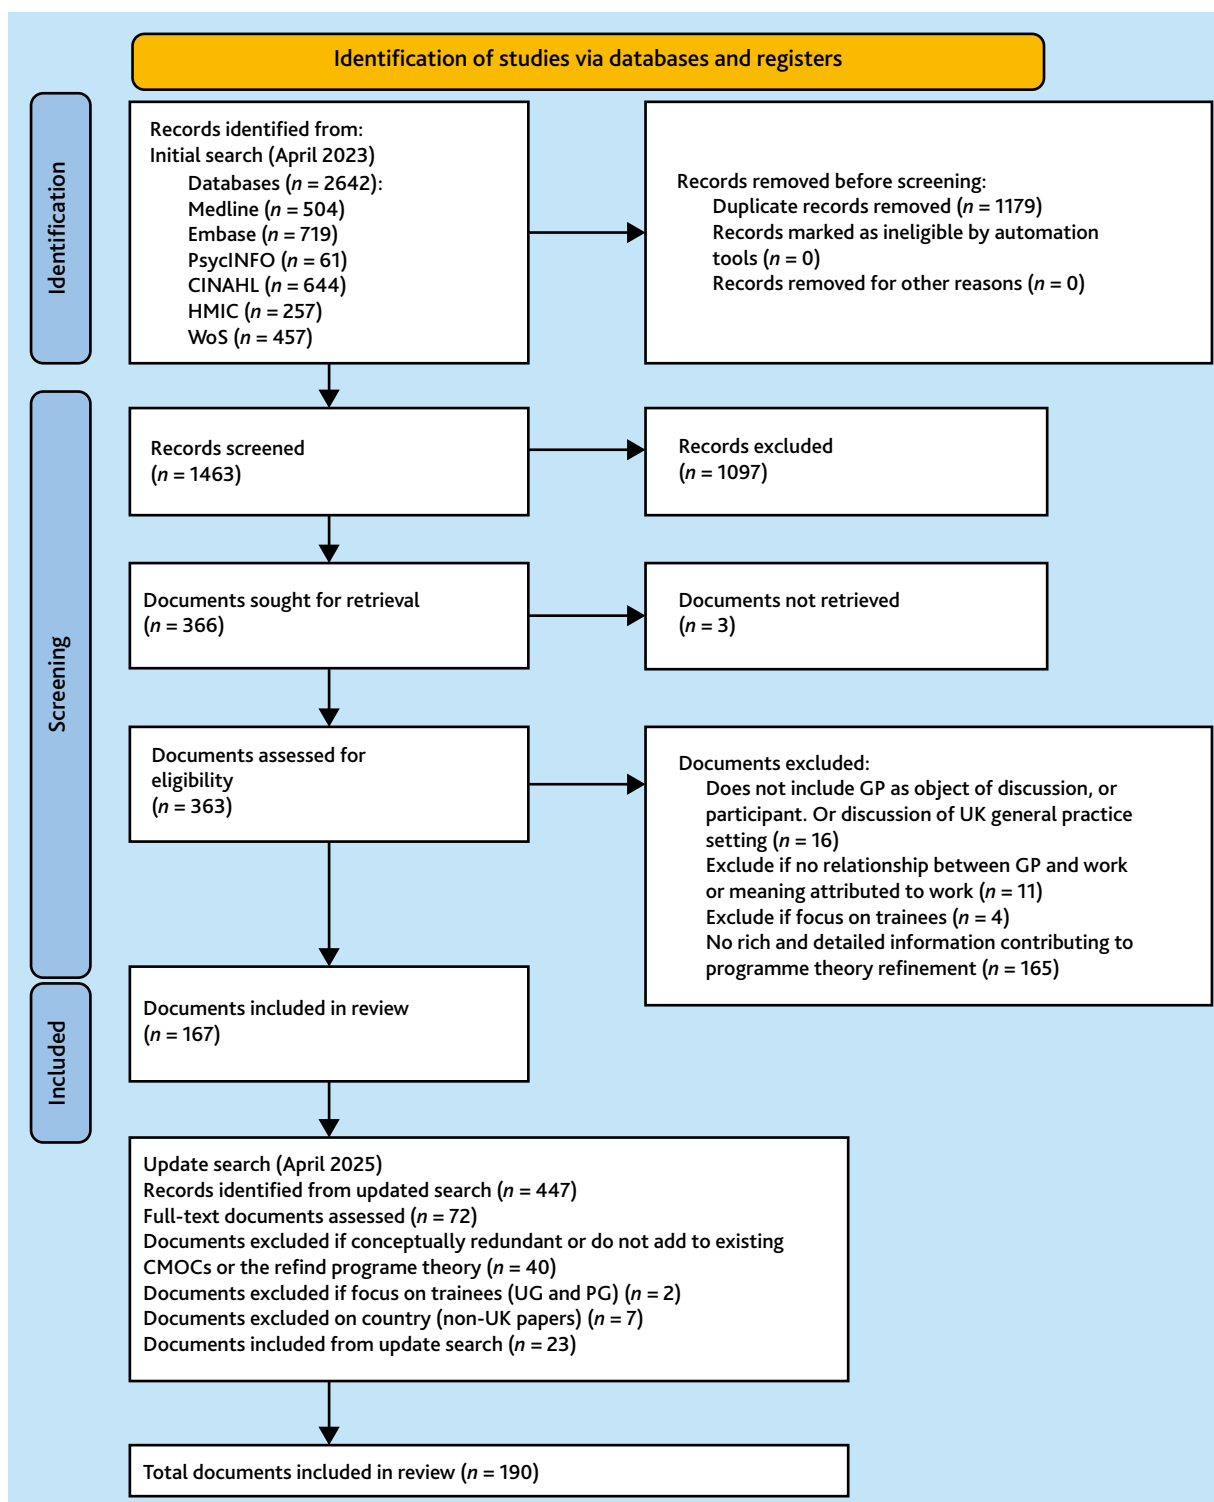 Identification of studies via databases and registers
Identification
Records identified from:
Initial search (April 2023)
Databases (n = 2642):
Medline (n = 504)
Embase (n = 719)
PsycINFO (n = 61)
CINAHL (n = 644)
HMIC (n = 257)
WoS (n = 457)
Records removed before screening:
Duplicate records removed (n = 1179)
Records marked as ineligible by automation
tools (n = 0)
Records removed for other reasons (n = 0)
Screening
Records screened
(n = 1463)
Records excluded
(n = 1097)
Documents sought for retrieval
(n = 366)
Documents not retrieved
(n = 3)
Documents assessed for
eligibility
(n = 363)
Documents excluded:
Does not include GP as object of discussion, or
participant. Or discussion of UK general practice
setting (n = 16)
Exclude if no relationship between GP and work
or meaning attributed to work (n = 11)
Exclude if focus on trainees (n = 4)
No rich and detailed information contributing to
programme theory refinement (n = 165)
Included
Documents included in review
(n = 167)
Update search (April 2025)
Records identified from updated search (n = 447)
Full-text documents assessed (n = 72)
Documents excluded if conceptually redundant or do not add to existing
CMOCs or the refind programe theory (n = 40)
Documents excluded if focus on trainees (UG and PG) (n = 2)
Documents excluded on country (non-UK papers) (n = 7)
Documents included from update search (n = 23)
Total documents included in review (n = 190)